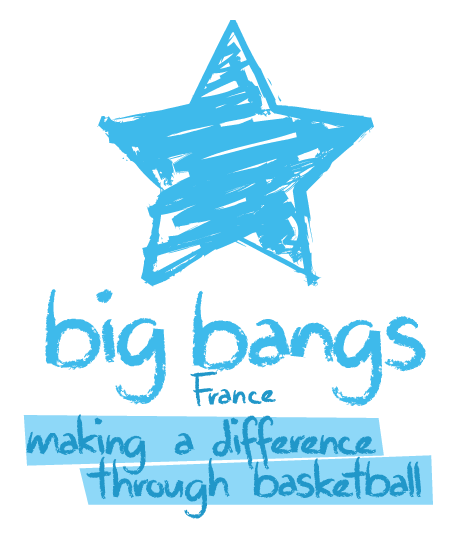 big bangs
France
making a difference
through basketball